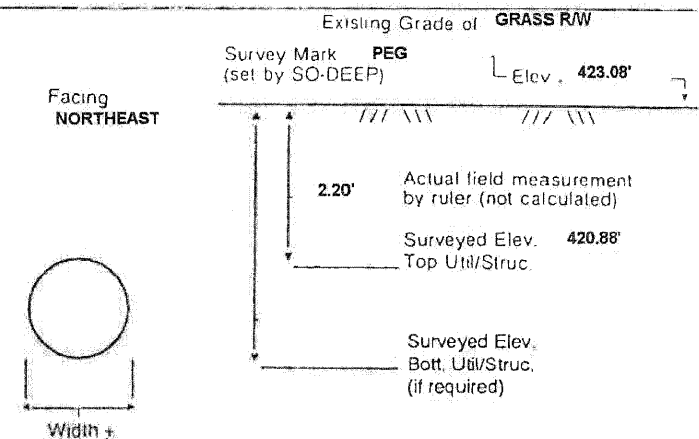 Existing Grade of GRASS R/W
Survey Mark PEG
(set by SO-DEEP)
Elev. 423.08'
Facing
NORTHEAST
2.20'
Actual field measurement
by ruler (not calculated)
Surveyed Elev. 420.88'
Top Util/Struc.
Surveyed Elev.
Bott. Util/Struc.
(if required)
Width ±